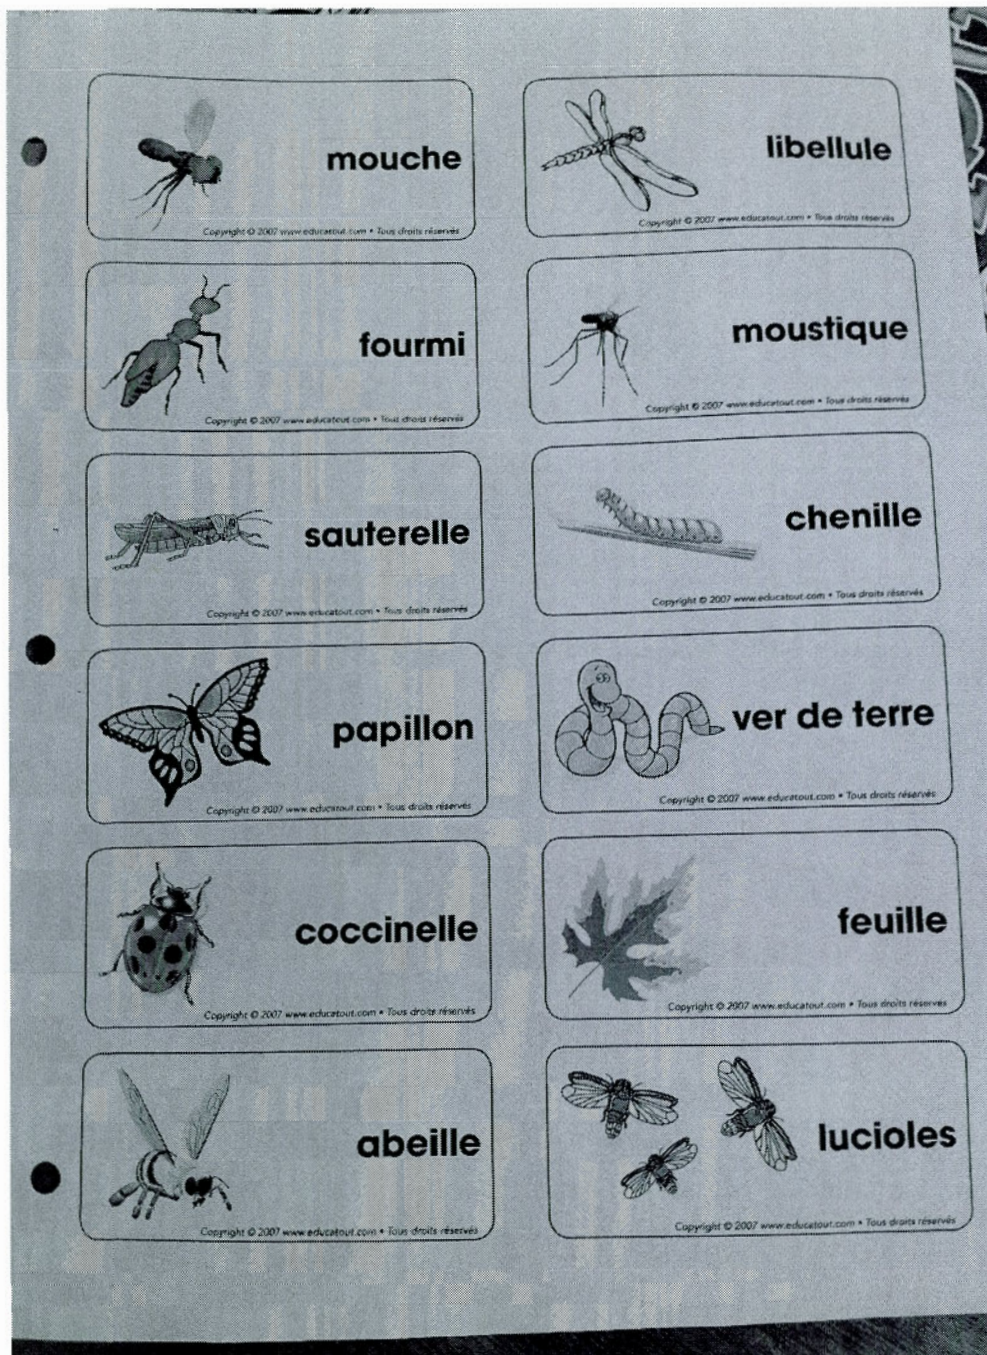 mouche
Copyright © 2007 www.educatout.com • Tous droits réservés
libellule
Copyright © 2007 www.educatout.com • Tous droits réservés
fourmi
Copyright © 2007 www.educatout.com • Tous droits réservés
moustique
Copyright © 2007 www.educatout.com • Tous droits réservés
sauterelle
Copyright © 2007 www.educatout.com • Tous droits réservés
chenille
Copyright © 2007 www.educatout.com • Tous droits réservés
papillon
Copyright © 2007 www.educatout.com • Tous droits réservés
ver de terre
Copyright © 2007 www.educatout.com • Tous droits réservés
coccinelle
Copyright © 2007 www.educatout.com • Tous droits réservés
feuille
Copyright © 2007 www.educatout.com • Tous droits réservés
abeille
Copyright © 2007 www.educatout.com • Tous droits réservés
lucioles
Copyright © 2007 www.educatout.com • Tous droits réservés